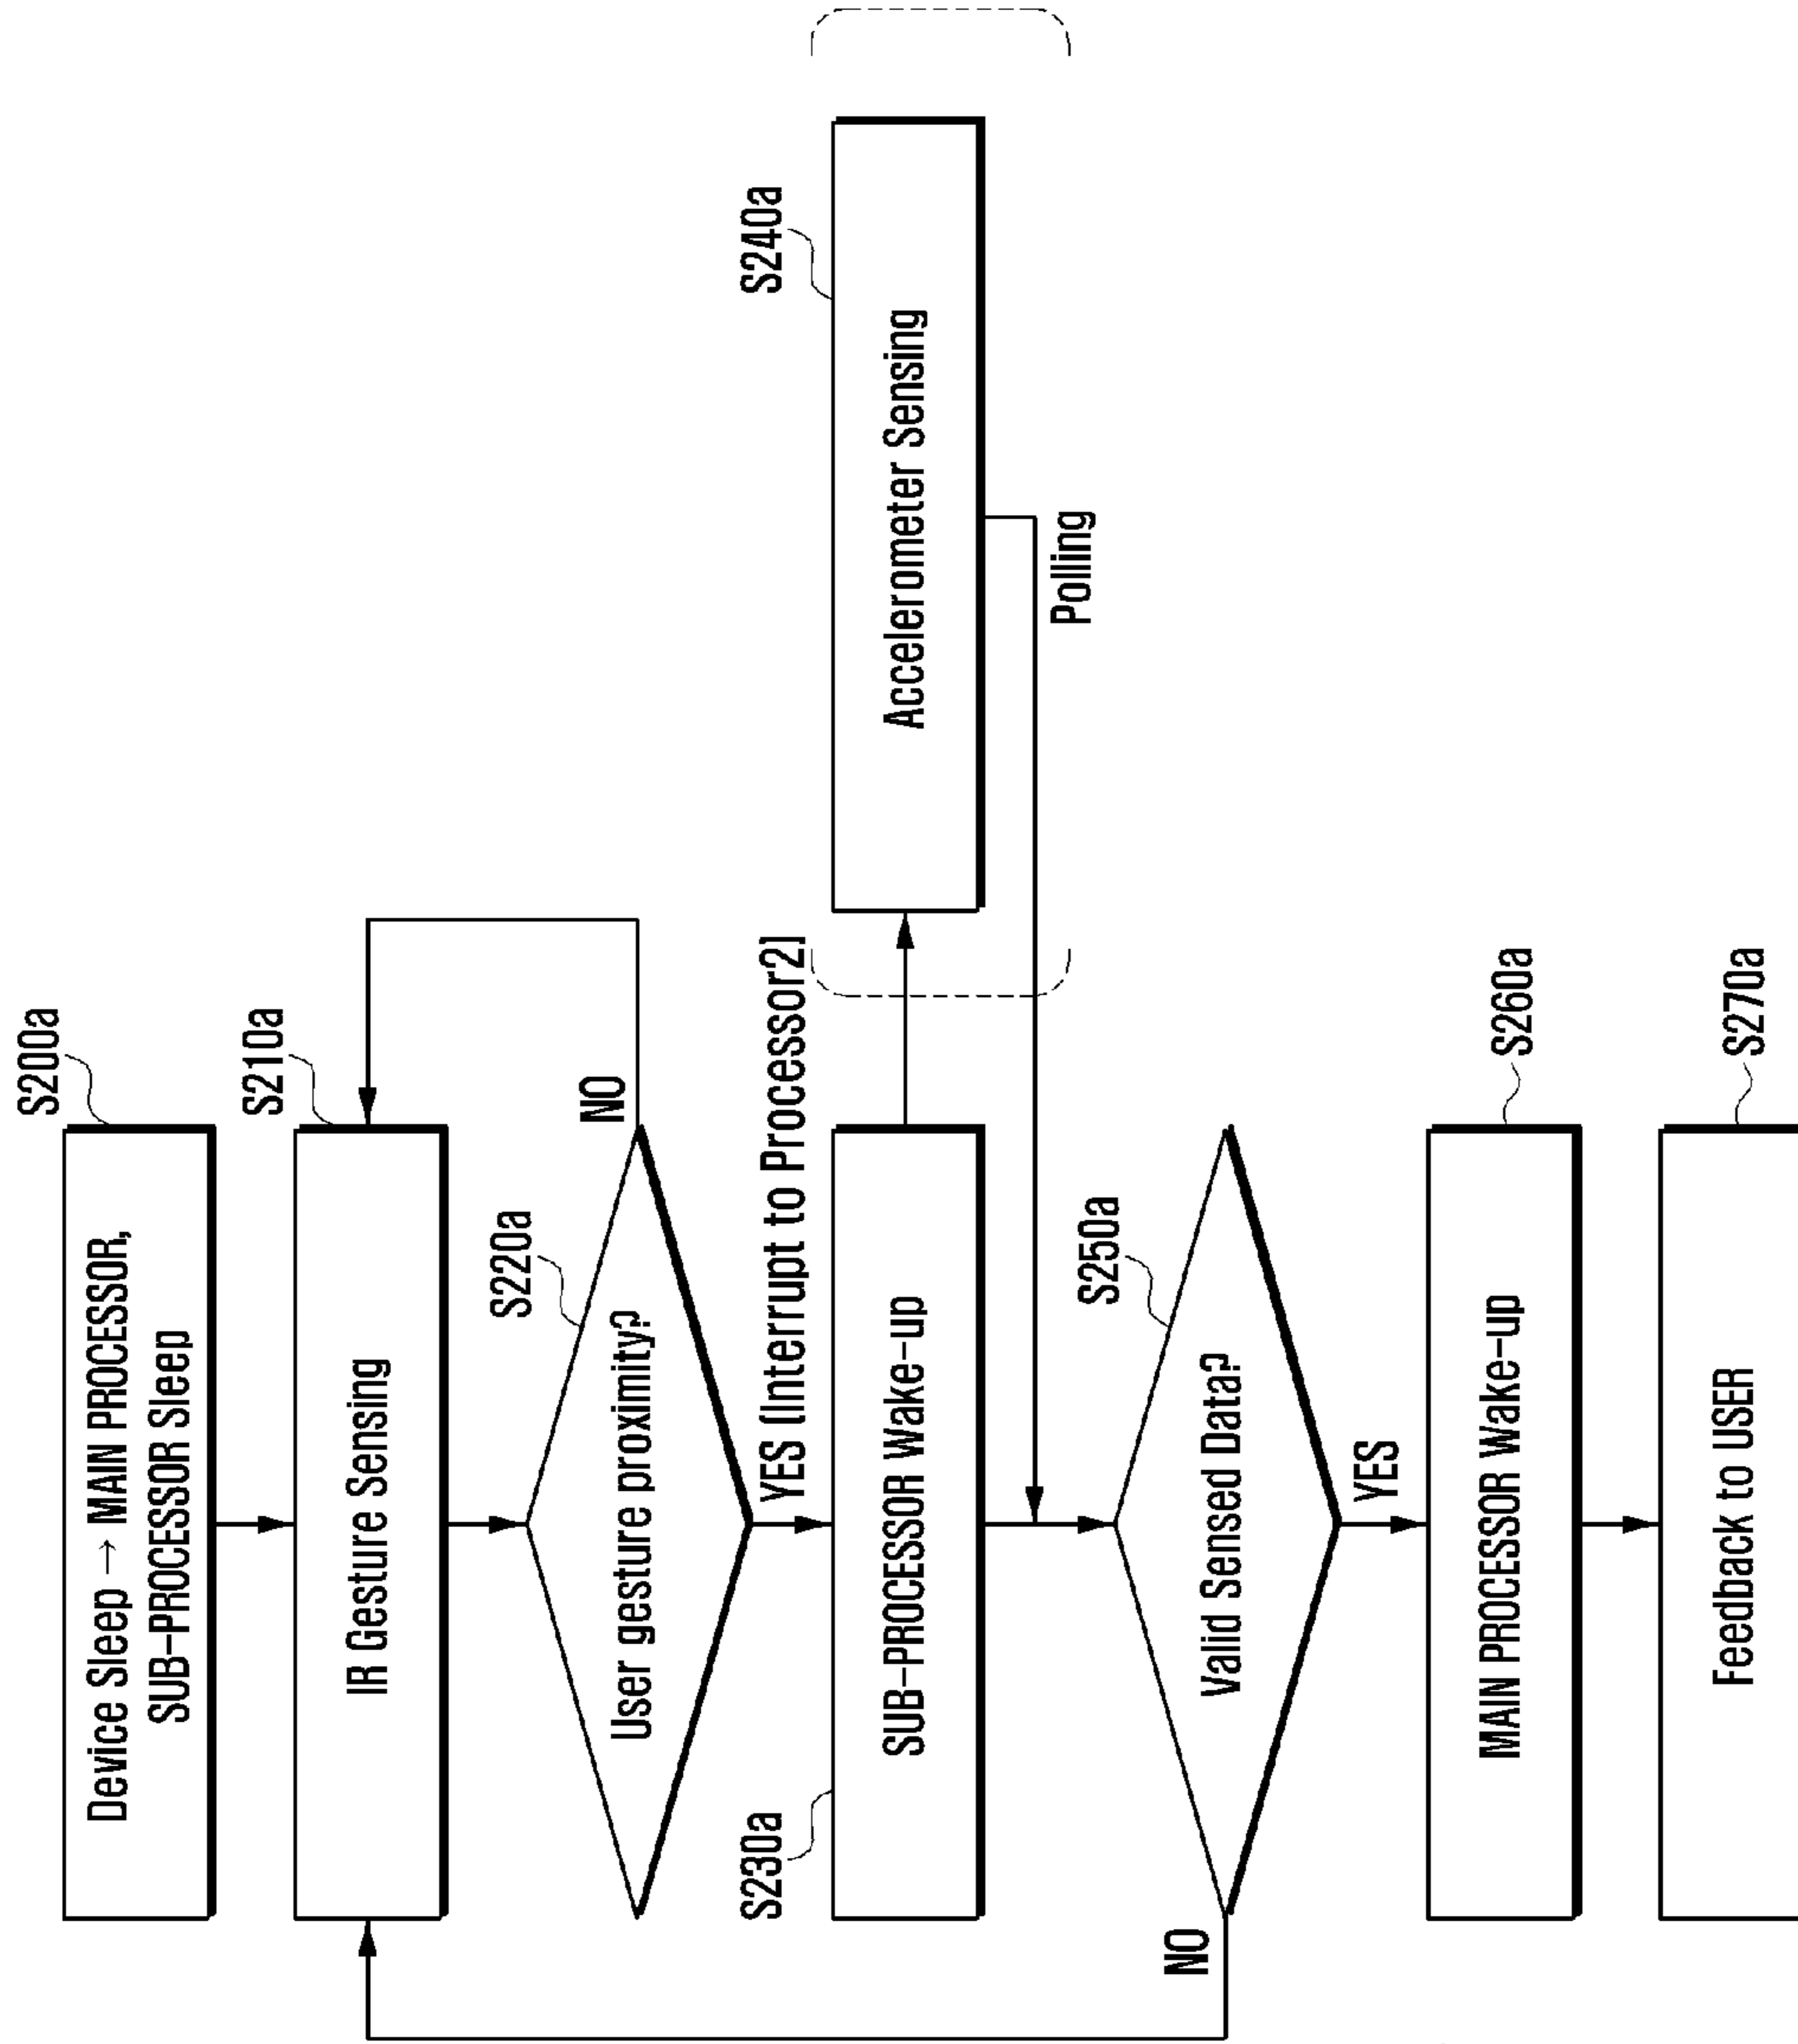 S200a
Device Sleep → MAIN PROCESSOR,
SUB-PROCESSOR Sleep
S210a
IR Gesture Sensing
S220a
User gesture proximity?
NO
YES (Interrupt to Processor2)
S230a
SUB-PROCESSOR Wake-up
S240a
Accelerometer Sensing
Polling
S250a
Valid Sensed Data?
NO
YES
S260a
MAIN PROCESSOR Wake-up
S270a
Feedback to USER